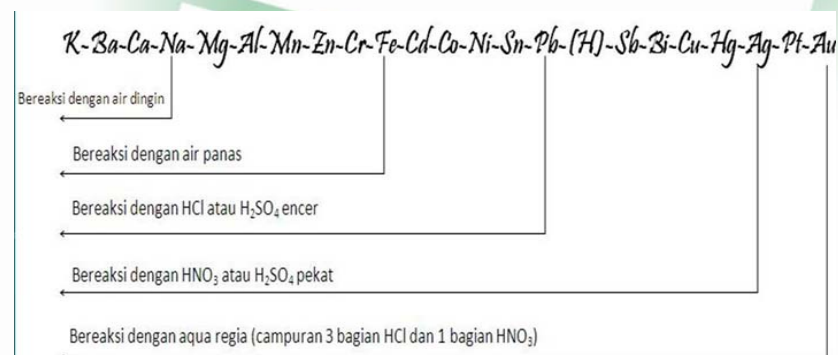 K-Ba-Ca-Na-Mg-Al-Mn-Zn-Cr-Fe-Cd-Co-Ni-Sn-Pb-(H)-Sb-Bi-Cu-Hg-Ag-Pt-Au
Bereaksi dengan air dingin
Bereaksi dengan air panas
Bereaksi dengan HCl atau H₂SO₄ encer
Bereaksi dengan HNO₃ atau H₂SO₄ pekat
Bereaksi dengan aqua regia (campuran 3 bagian HCl dan 1 bagian HNO₃)